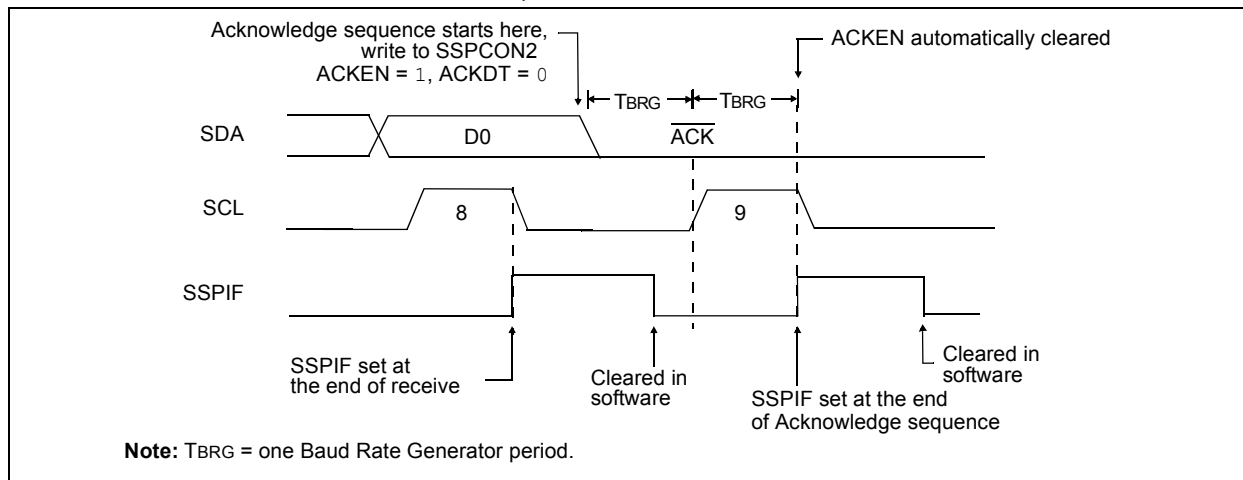 Acknowledge sequence starts here,
write to SSPCON2
ACKEN = 1, ACKDT = 0
ACKEN automatically cleared
TBRG
TBRG
SDA
D0
ACK
SCL
8
9
SSPIF
SSPIF set at
the end of receive
Cleared in
software
SSPIF set at the end
of Acknowledge sequence
Cleared in
software
Note: TBRG = one Baud Rate Generator period.